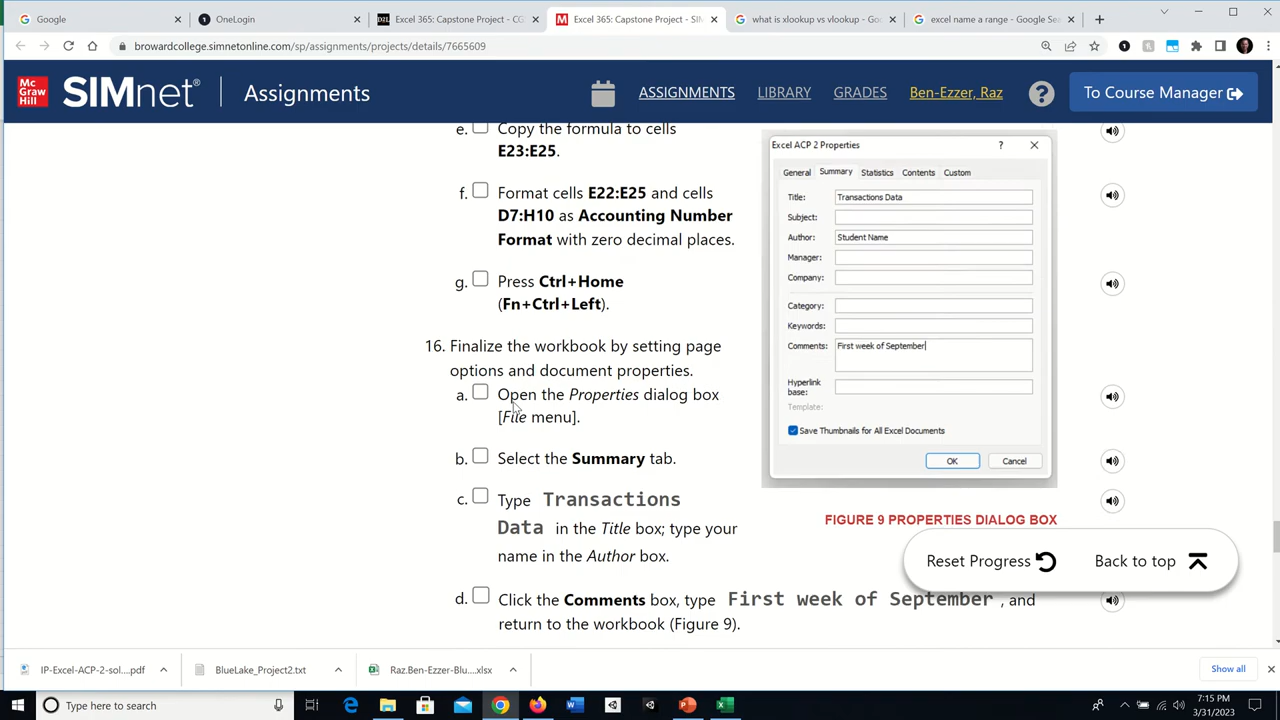 Google
OneLogin
Excel 365: Capstone Project - CG
Excel 365: Capstone Project - SIM
what is xlookup vs vlookup - Goo
excel name a range - Google Sea
browardcollege.simnetonline.com/sp/assignments/projects/details/7665609
Mc Graw Hill
SIMnet®
Assignments
ASSIGNMENTS
LIBRARY
GRADES
Ben-Ezzer, Raz
To Course Manager
e. Copy the formula to cells
E23:E25.
f. Format cells E22:E25 and cells
D7:H10 as Accounting Number
Format with zero decimal places.
g. Press Ctrl+Home
(Fn+Ctrl+Left).
16. Finalize the workbook by setting page
options and document properties.
a. Open the Properties dialog box
[File menu].
b. Select the Summary tab.
c. Type Transactions
Data in the Title box; type your
name in the Author box.
d. Click the Comments box, type First week of September , and
return to the workbook (Figure 9).
Excel ACP 2 Properties
?
General Summary Statistics Contents Custom
Title: Transactions Data
Subject:
Author: Student Name
Manager:
Company:
Category:
Keywords:
Comments: First week of September
Hyperlink
base:
Template:
Save Thumbnails for All Excel Documents
OK
Cancel
FIGURE 9 PROPERTIES DIALOG BOX
Reset Progress
Back to top
IP-Excel-ACP-2-sol....pdf
BlueLake_Project2.txt
Raz.Ben-Ezzer-Blu....xlsx
Show all
Type here to search
7:15 PM
3/31/2023